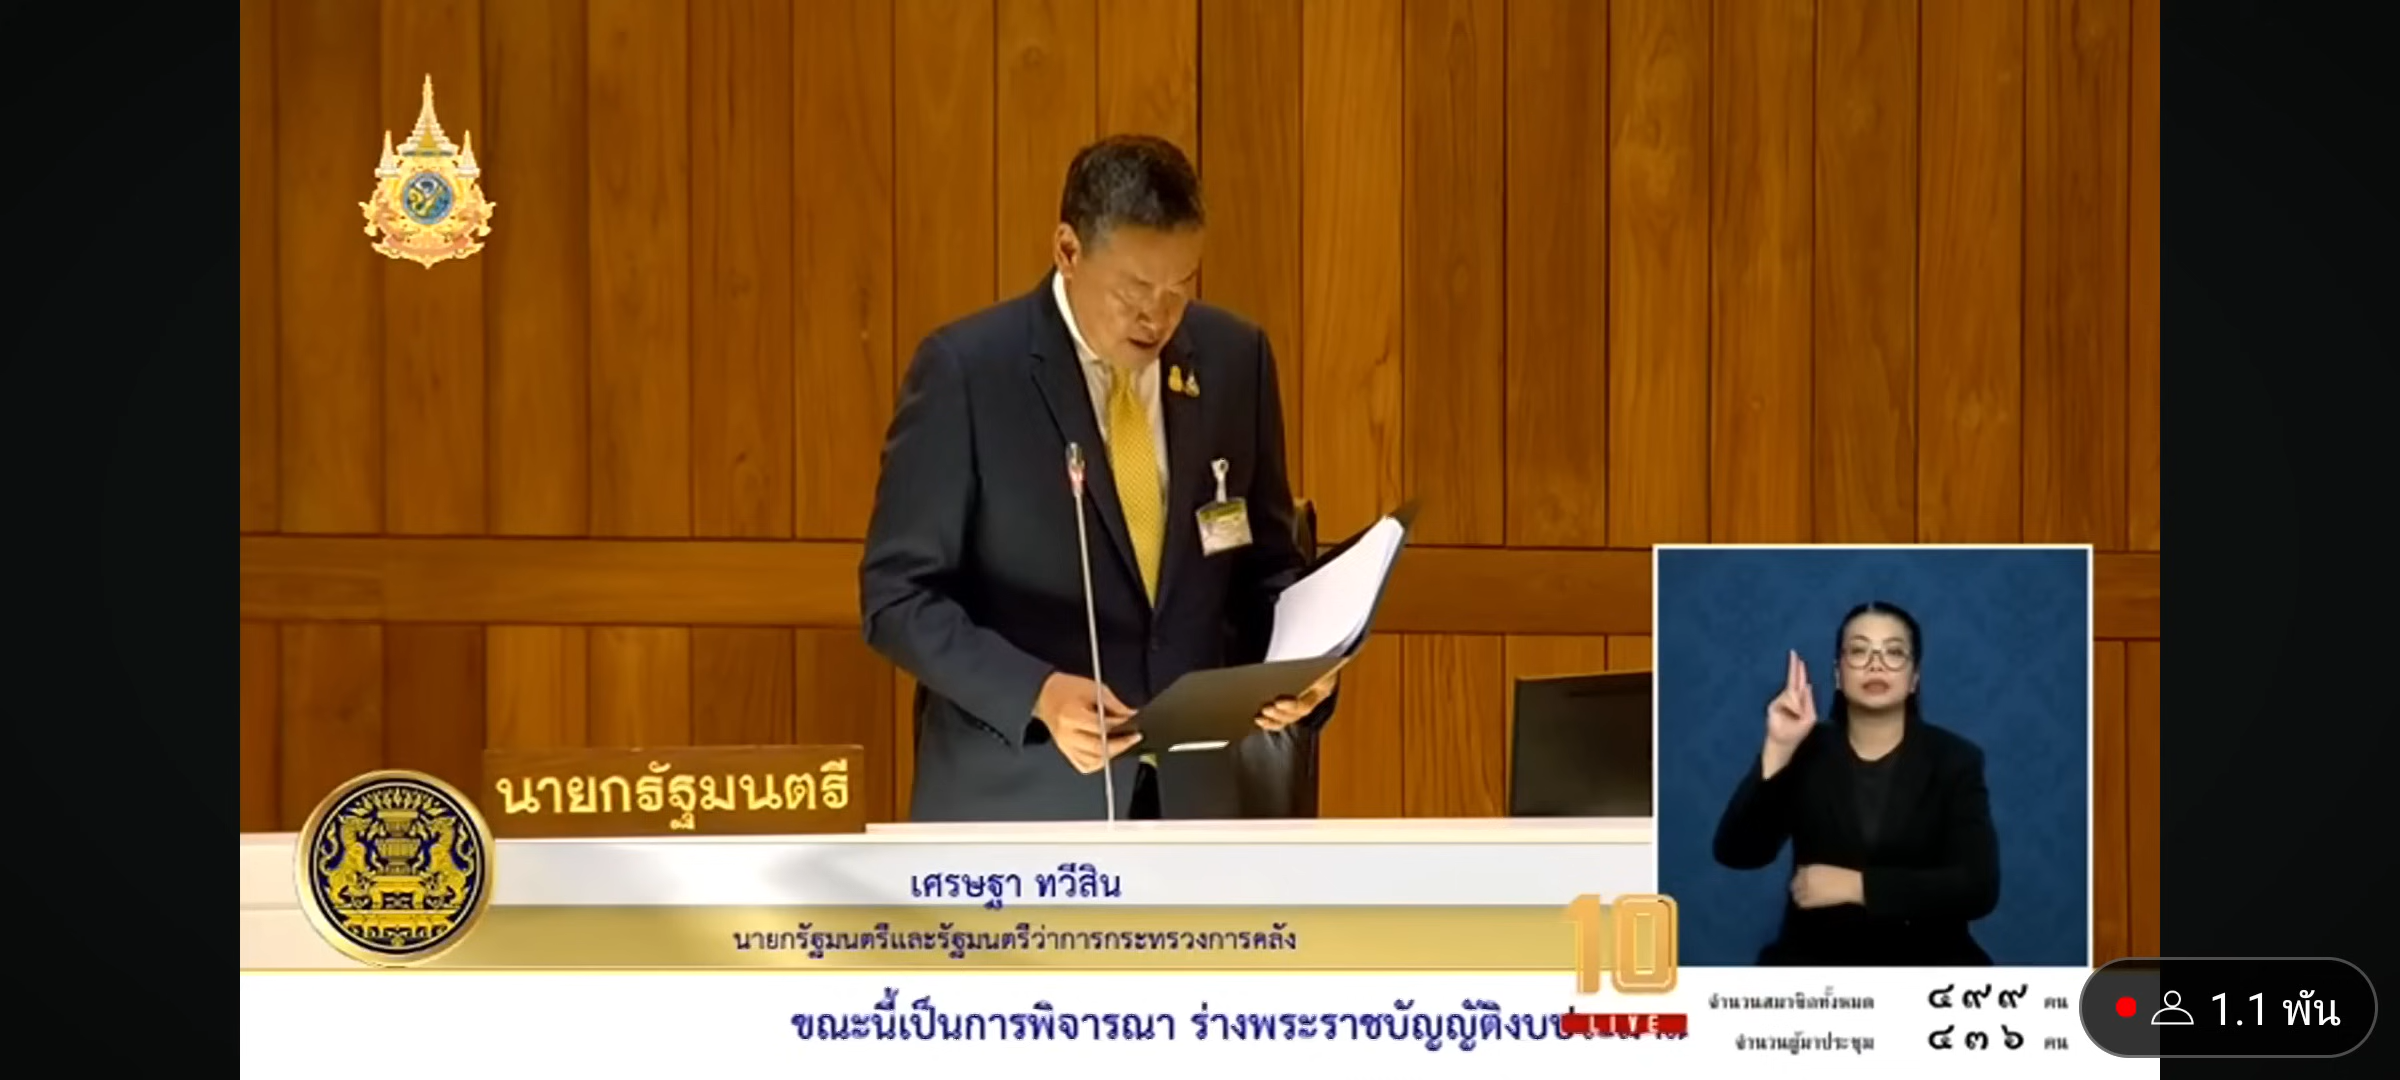 นายกรัฐมนตรี
เศรษฐา ทวีสิน
นายกรัฐมนตรีและรัฐมนตรีว่าการกระทรวงการคลัง
10
LIVE
ขณะนี้เป็นการพิจารณา ร่างพระราชบัญญัติงบ
จำนวนสมาชิกทั้งหมด ๔๙๙ คน
จำนวนผู้มาประชุม ๔๓๖ คน
1.1 พัน